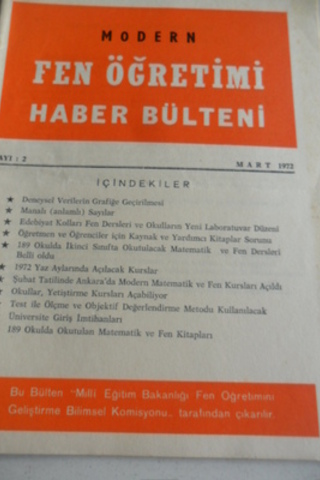 MODERN
FEN ÖĞRETİMİ
HABER BÜLTENİ
AYI : 2 MART 1972
İÇİNDEKİLER
★ Deneysel Verilerin Grafiğe Geçirilmesi
★ Manalı (anlamlı) Sayılar
★ Edebiyat Kolları Fen Dersleri ve Okulların Yeni Laboratuvar Düzeni
★ Öğretmen ve Öğrenciler için Kaynak ve Yardımcı Kitaplar Sorunu
★ 189 Okulda İkinci Sınıfta Okutulacak Matematik ve Fen Dersleri
Belli oldu
★ 1972 Yaz Aylarında Açılacak Kurslar
★ Şubat Tatilinde Ankara'da Modern Matematik ve Fen Kursları Açıldı
★ Okullar, Yetiştirme Kursları Açabiliyor
Test ile Ölçme ve Objektif Değerlendirme Metodu Kullanılacak
Üniversite Giriş İmtihanları
189 Okulda Okutulan Matematik ve Fen Kitapları
Bu Bülten "Milli Eğitim Bakanlığı Fen Öğretimini
Geliştirme Bilimsel Komisyonu,, tarafından çıkarılır.